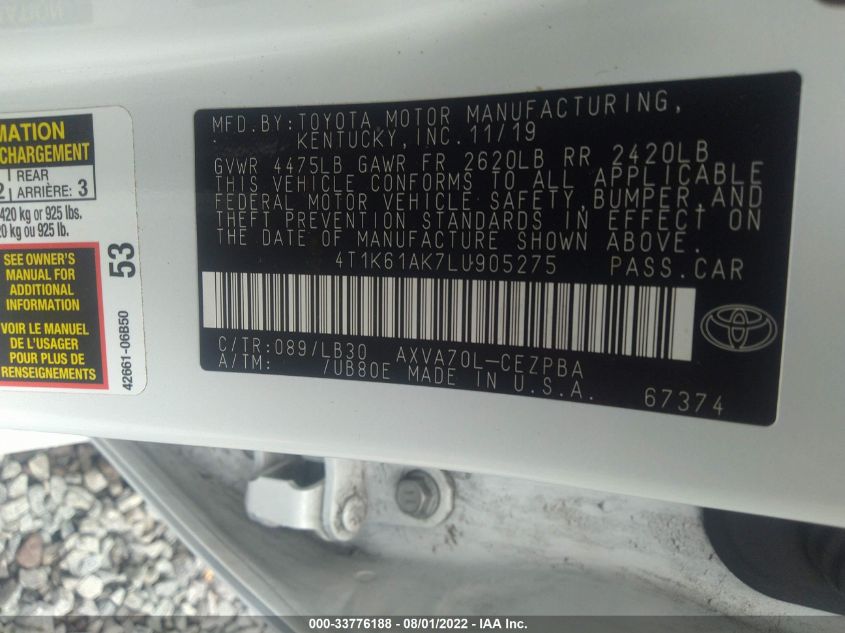 MATION
CHARGEMENT
1 REAR
2 ARRIÈRE: 3
420 kg or 925 lbs.
0 kg ou 925 lb.
SEE OWNER'S
MANUAL FOR
ADDITIONAL
INFORMATION
VOIR LE MANUEL
DE L'USAGER
POUR PLUS DE
RENSEIGNEMENTS
53
42661-06B50
MFD.BY:TOYOTA MOTOR MANUFACTURING,
KENTUCKY,INC.11/19
GVWR 4475LB GAWR FR 2620LB RR 2420LB
THIS VEHICLE CONFORMS TO ALL APPLICABLE
FEDERAL MOTOR VEHICLE SAFETY,BUMPER,AND
THEFT PREVENTION STANDARDS IN EFFECT ON
THE DATE OF MANUFACTURE SHOWN ABOVE.
4T1K61AK7LU905275 PASS.CAR
C/TR:089/LB30 AXVA70L-CEZPBA
A/TM: /UB80E MADE IN U.S.A.
67374
000-33776188 - 08/01/2022 - IAA Inc.